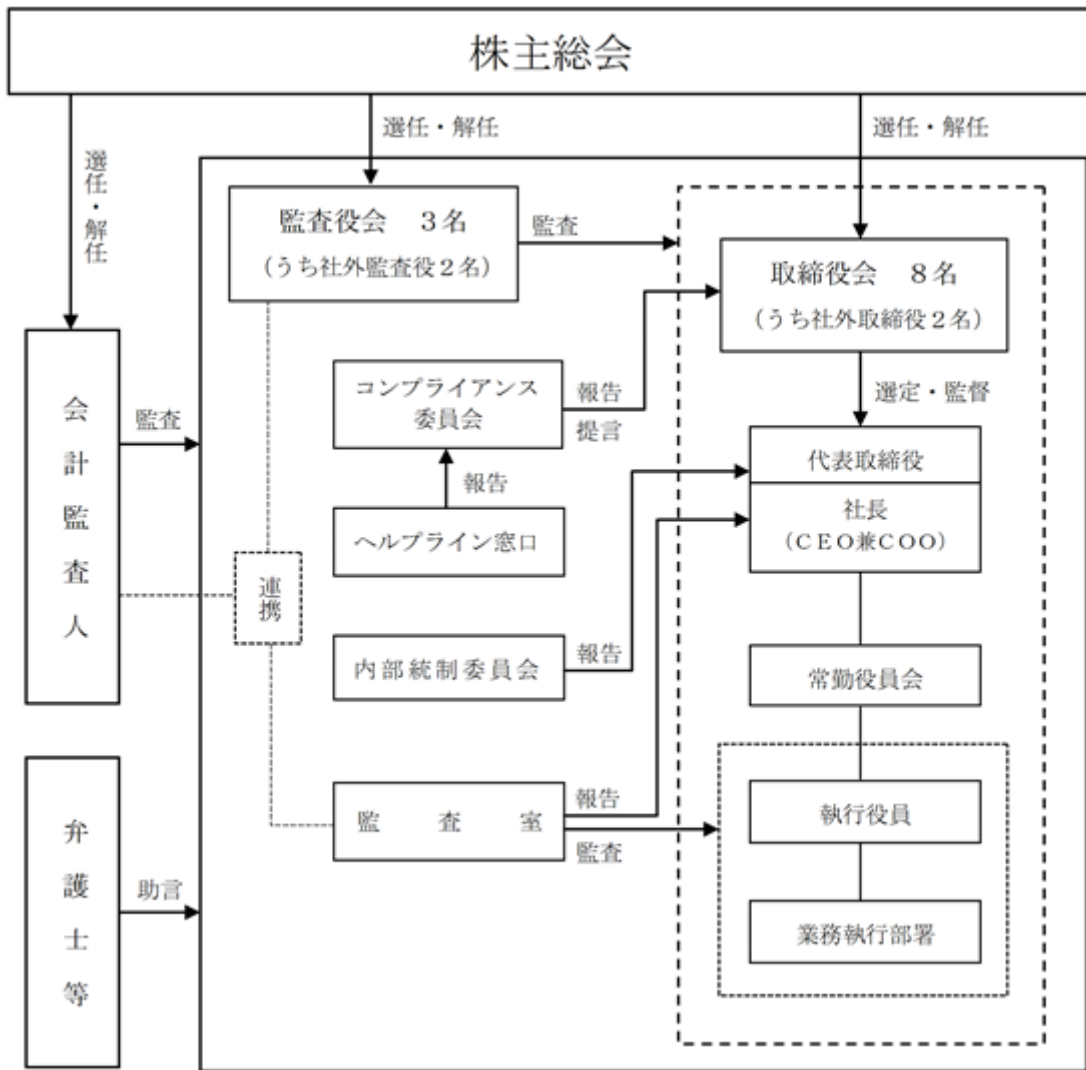 株主総会
選任・解任
選任・解任
選任・解任
監査役会　３名
（うち社外監査役２名）
監査
取締役会　８名
（うち社外取締役２名）
会計監査人
監査
コンプライアンス
委員会
報告
提言
選定・監督
代表取締役
社長
（ＣＥＯ兼ＣＯＯ）
報告
ヘルプライン窓口
連携
内部統制委員会
報告
常勤役員会
弁護士等
助言
監査室
報告
監査
執行役員
業務執行部署